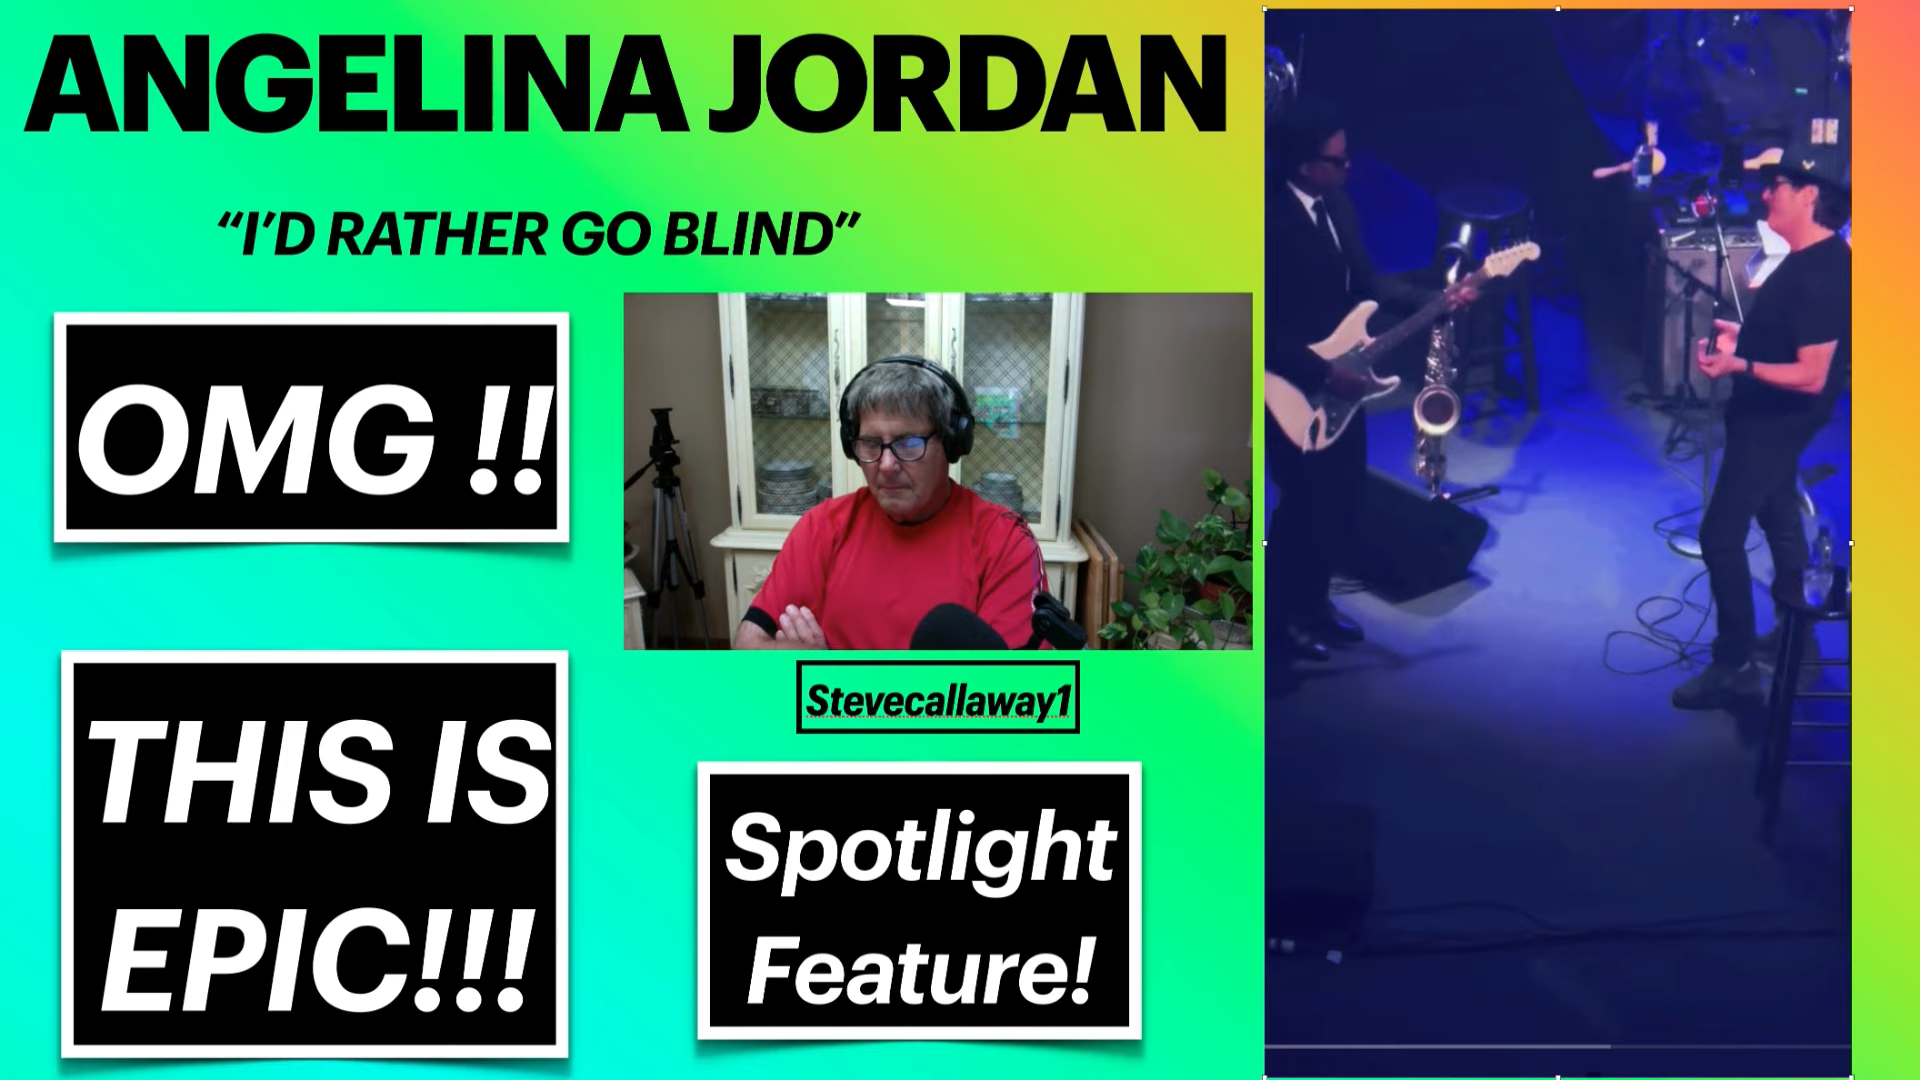 ANGELINA JORDAN
“I’D RATHER GO BLIND”
OMG !!
THIS IS
EPIC!!!
Stevecallaway1
Spotlight
Feature!